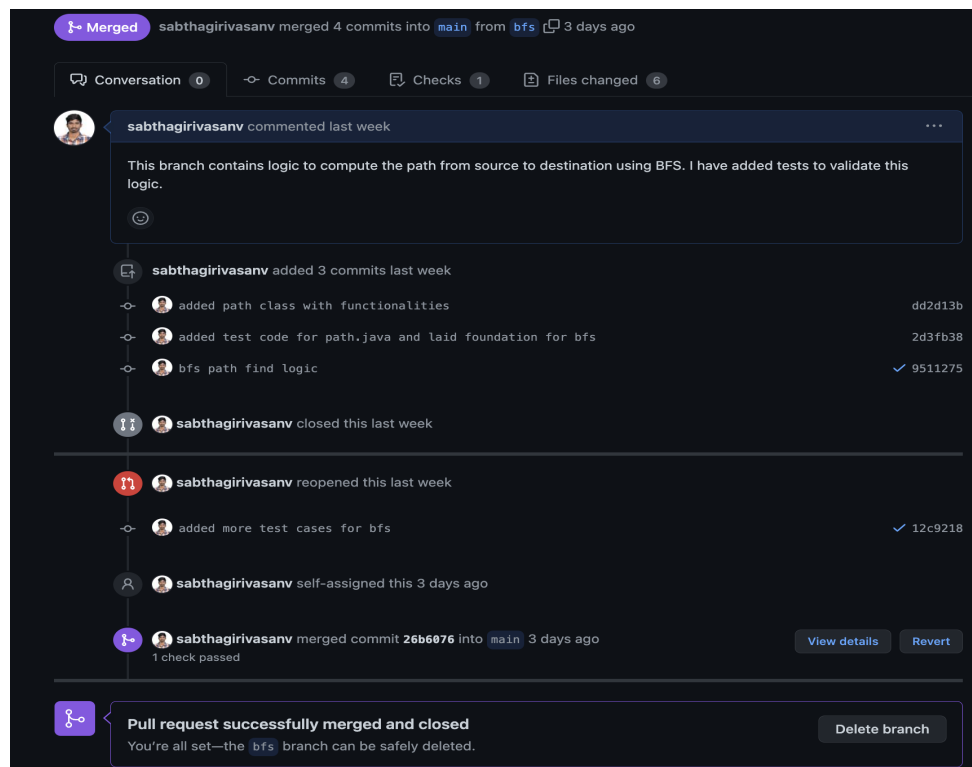 Merged sabthagirivasanv merged 4 commits into main from bfs 3 days ago
Conversation 0 Commits 4 Checks 1 Files changed 6
sabthagirivasanv commented last week ...
This branch contains logic to compute the path from source to destination using BFS. I have added tests to validate this
logic.
sabthagirivasanv added 3 commits last week
added path class with functionalities dd2d13b
added test code for path.java and laid foundation for bfs 2d3fb38
bfs path find logic 9511275
sabthagirivasanv closed this last week
sabthagirivasanv reopened this last week
added more test cases for bfs 12c9218
sabthagirivasanv self-assigned this 3 days ago
sabthagirivasanv merged commit 26b6076 into main 3 days ago View details Revert
1 check passed
Pull request successfully merged and closed
You're all set—the bfs branch can be safely deleted.
Delete branch